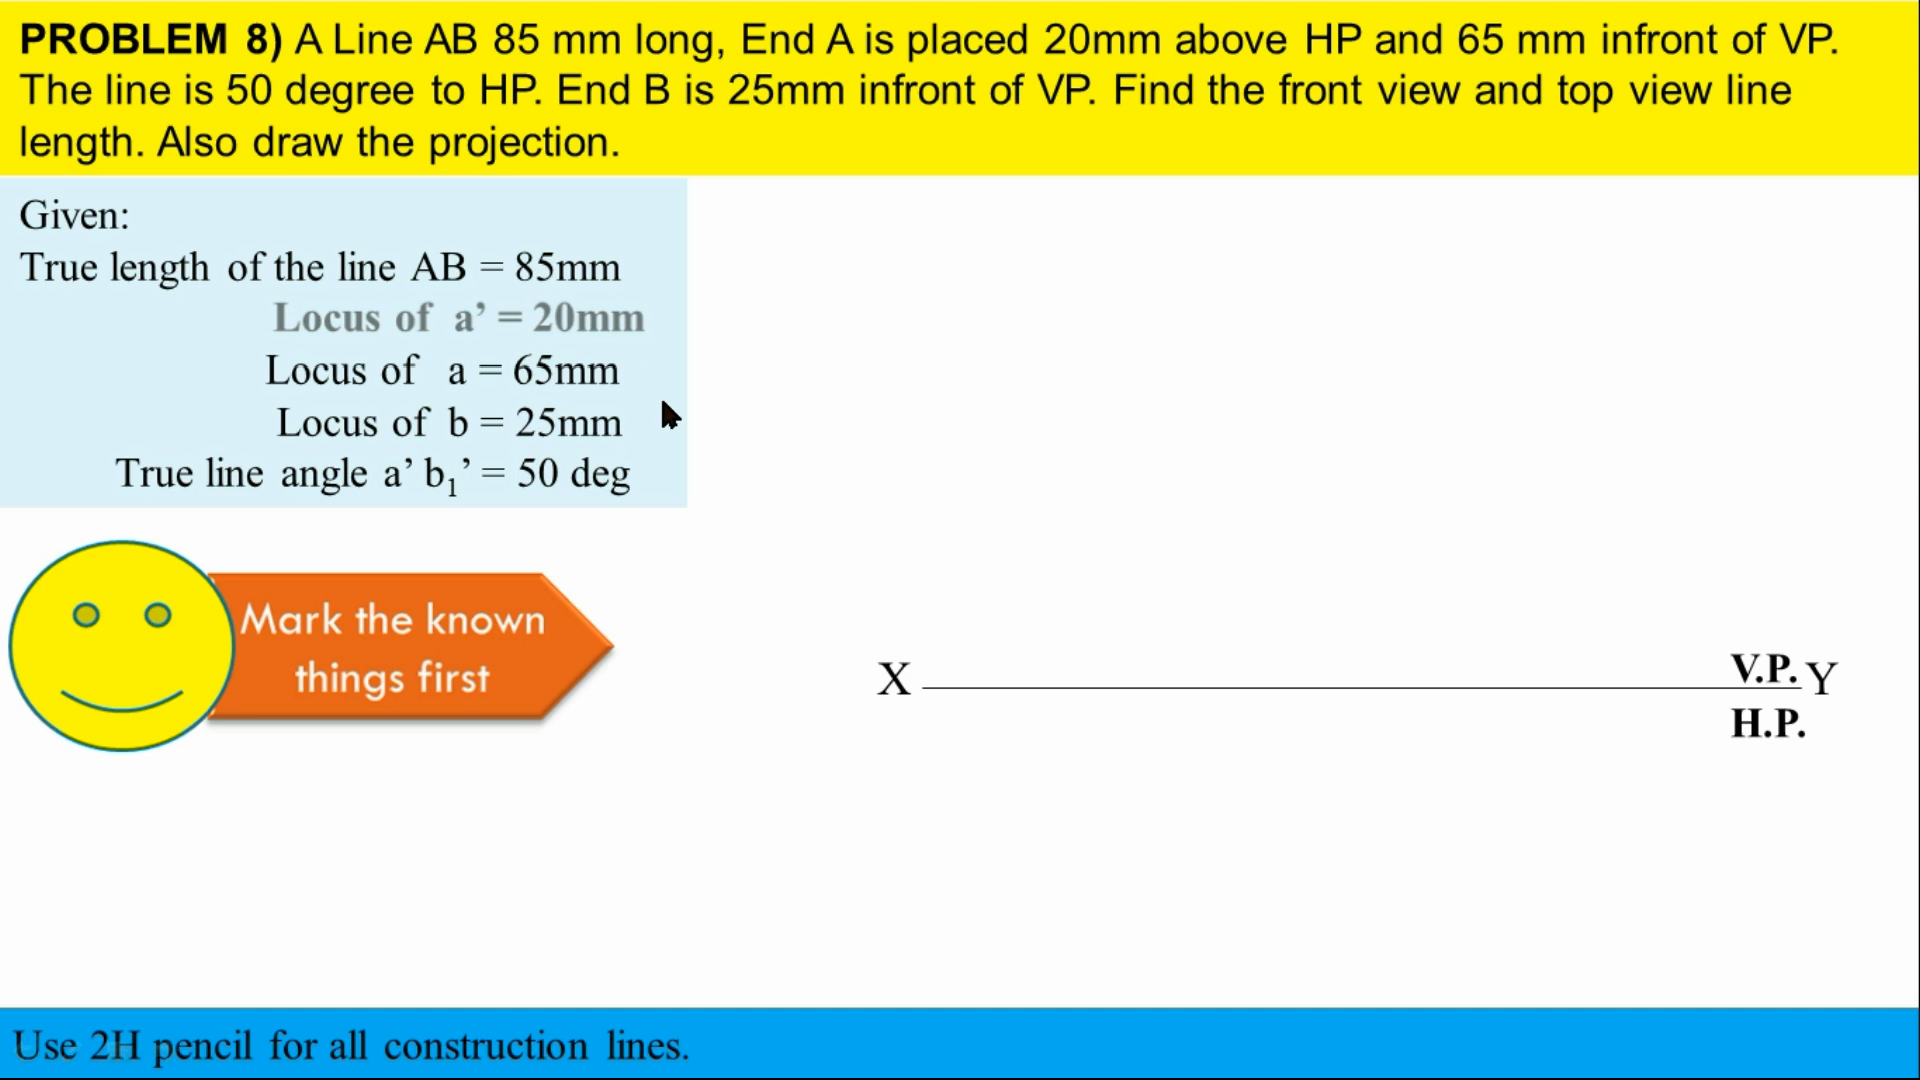 PROBLEM 8) A Line AB 85 mm long, End A is placed 20mm above HP and 65 mm infront of VP.
The line is 50 degree to HP. End B is 25mm infront of VP. Find the front view and top view line
length. Also draw the projection.
Given:
True length of the line AB = 85mm
Locus of a’ = 20mm
Locus of a = 65mm
Locus of b = 25mm
True line angle a’ b₁’ = 50 deg
Mark the known
things first
X
V.P. Y
H.P.
Use 2H pencil for all construction lines.